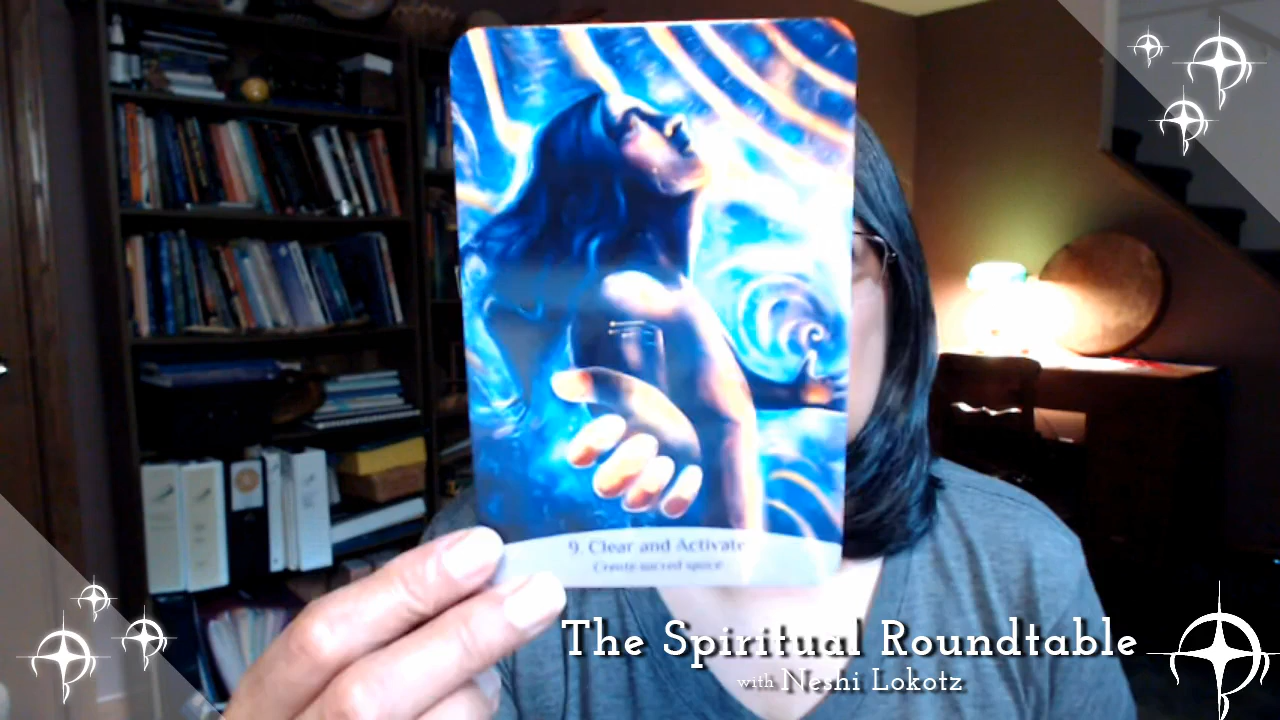 9. Clear and Activate
Create sacred space
The Spiritual Roundtable
with Neshi Lokotz